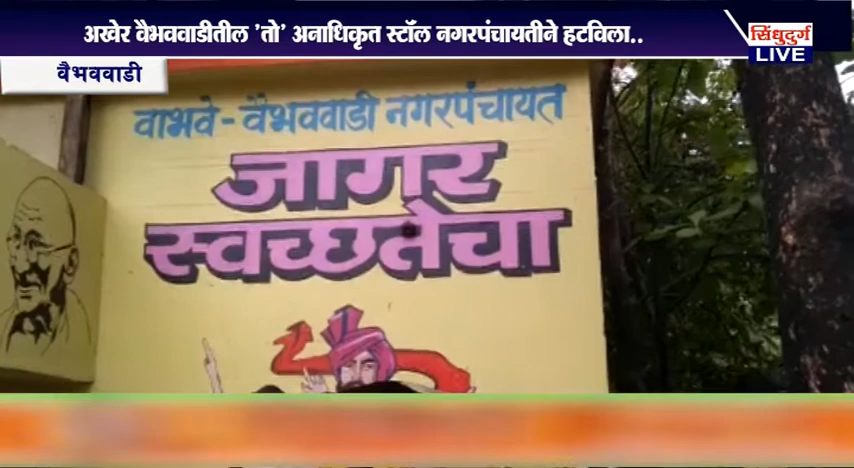 अखेर वैभववाडीतील 'तो' अनाधिकृत स्टॉल नगरपंचायतीने हटविला..
सिंधुदुर्ग
LIVE
वैभववाडी
वाभवे - वैभववाडी नगरपंचायत
जागर
स्वच्छतेचा